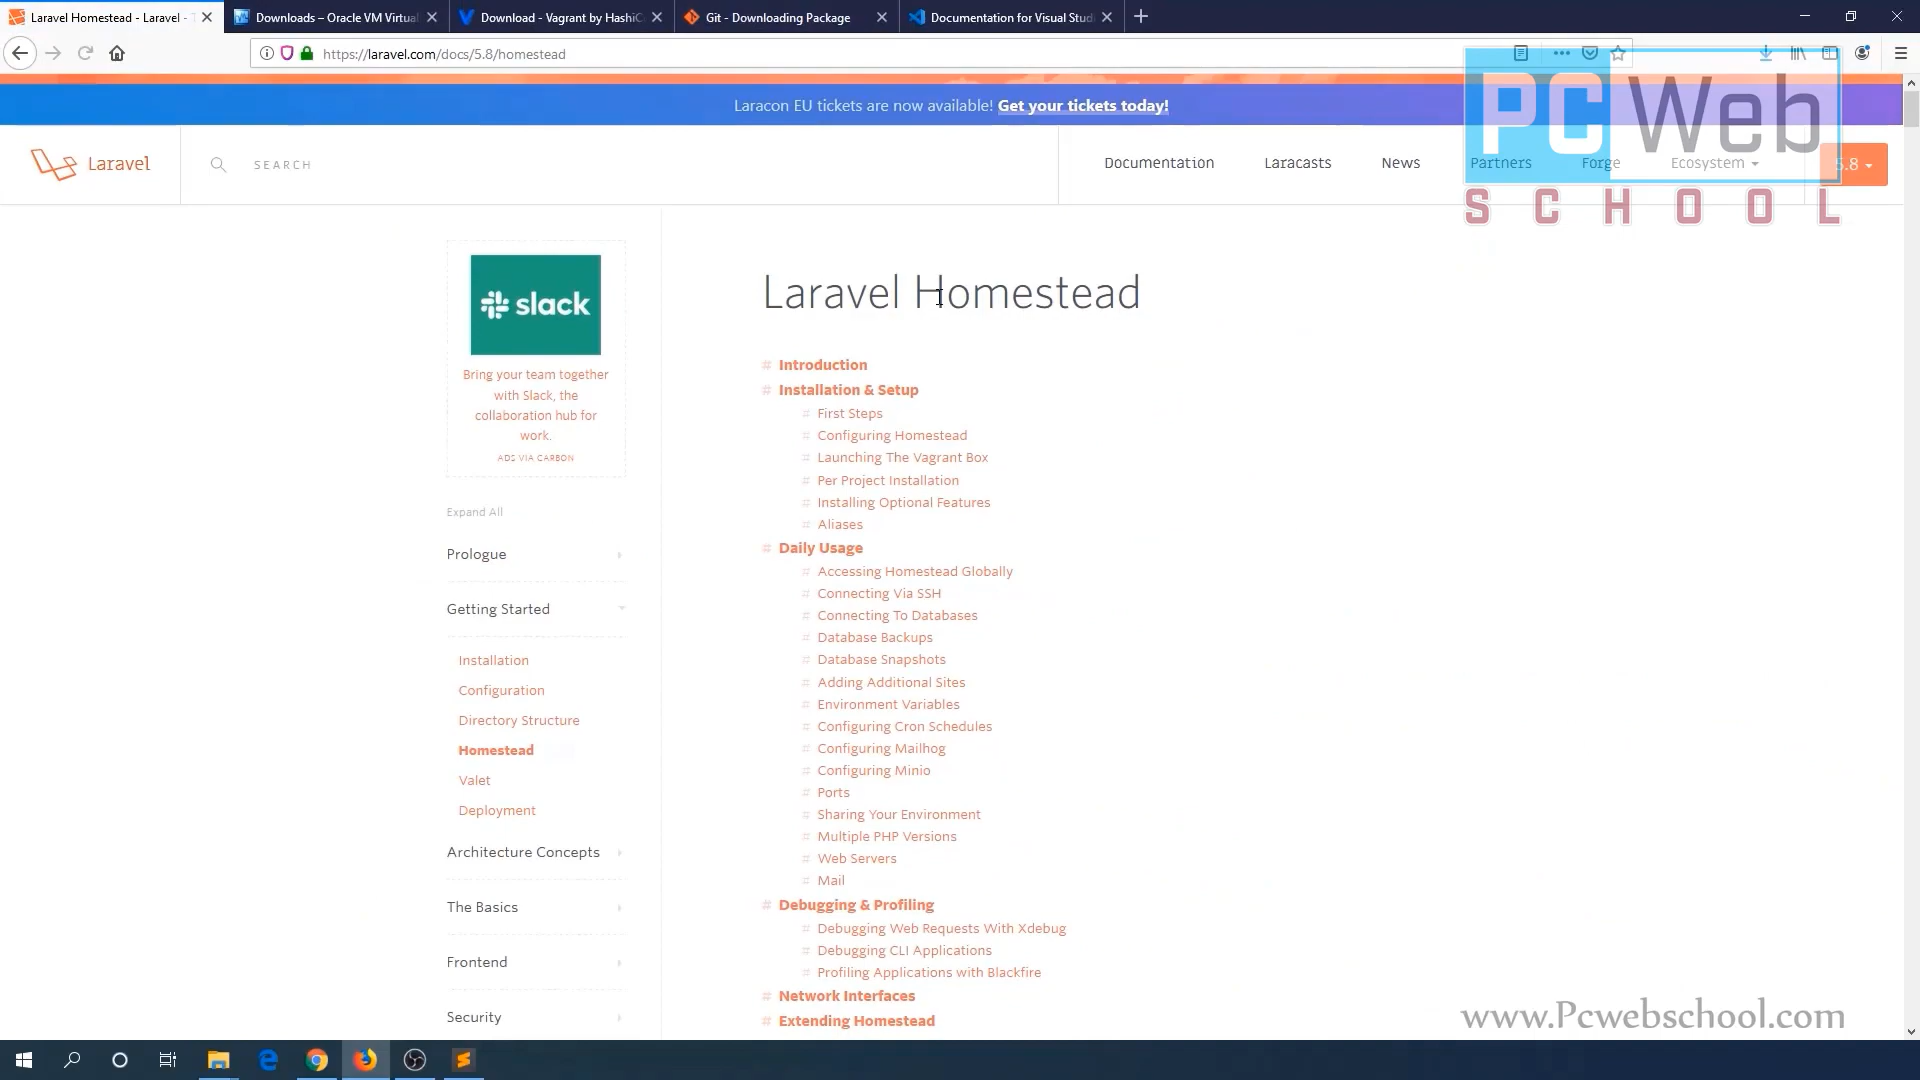 Laravel Homestead - Laravel - T
Downloads – Oracle VM Virtual
Download - Vagrant by HashiC
Git - Downloading Package
Documentation for Visual Studi
https://laravel.com/docs/5.8/homestead
Laracon EU tickets are now available! Get your tickets today!
Laravel
SEARCH
Documentation
Laracasts
News
Partners
Forge
Ecosystem
5.8
PC Web
SCHOOL
slack
Bring your team together
with Slack, the
collaboration hub for
work.
ADS VIA CARBON
Expand All
Prologue
Getting Started
Installation
Configuration
Directory Structure
Homestead
Valet
Deployment
Architecture Concepts
The Basics
Frontend
Security
Laravel Homestead
# Introduction
# Installation & Setup
# First Steps
# Configuring Homestead
# Launching The Vagrant Box
# Per Project Installation
# Installing Optional Features
# Aliases
# Daily Usage
# Accessing Homestead Globally
# Connecting Via SSH
# Connecting To Databases
# Database Backups
# Database Snapshots
# Adding Additional Sites
# Environment Variables
# Configuring Cron Schedules
# Configuring Mailhog
# Configuring Minio
# Ports
# Sharing Your Environment
# Multiple PHP Versions
# Web Servers
# Mail
# Debugging & Profiling
# Debugging Web Requests With Xdebug
# Debugging CLI Applications
# Profiling Applications with Blackfire
# Network Interfaces
# Extending Homestead
www.Pcwebschool.com